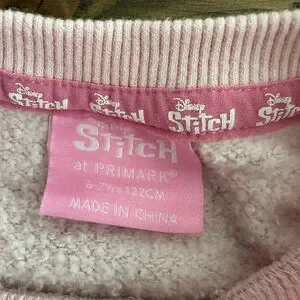 Disney
Stitch
Disney
Stitch
Disney
Stitch
Disney
Stitch
Disney
Stitch
at PRIMARK®
6-7Yrs 122CM
MADE IN CHINA